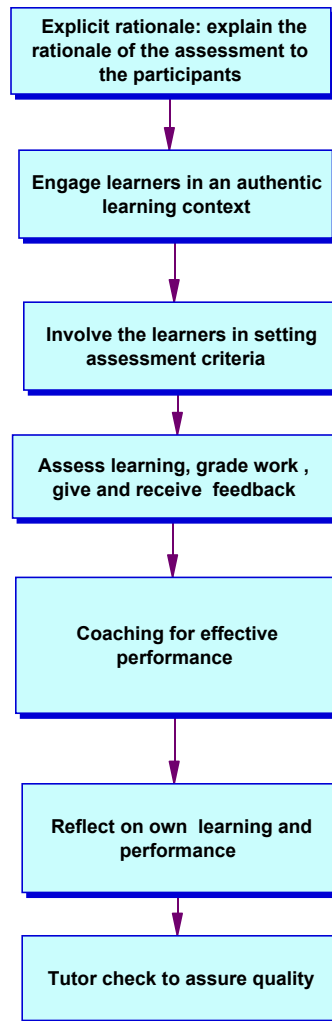 Explicit rationale: explain the
rationale of the assessment to
the participants
Engage learners in an authentic
learning context
Involve the learners in setting
assessment criteria
Assess learning, grade work ,
give and receive feedback
Coaching for effective
performance
Reflect on own learning and
performance
Tutor check to assure quality